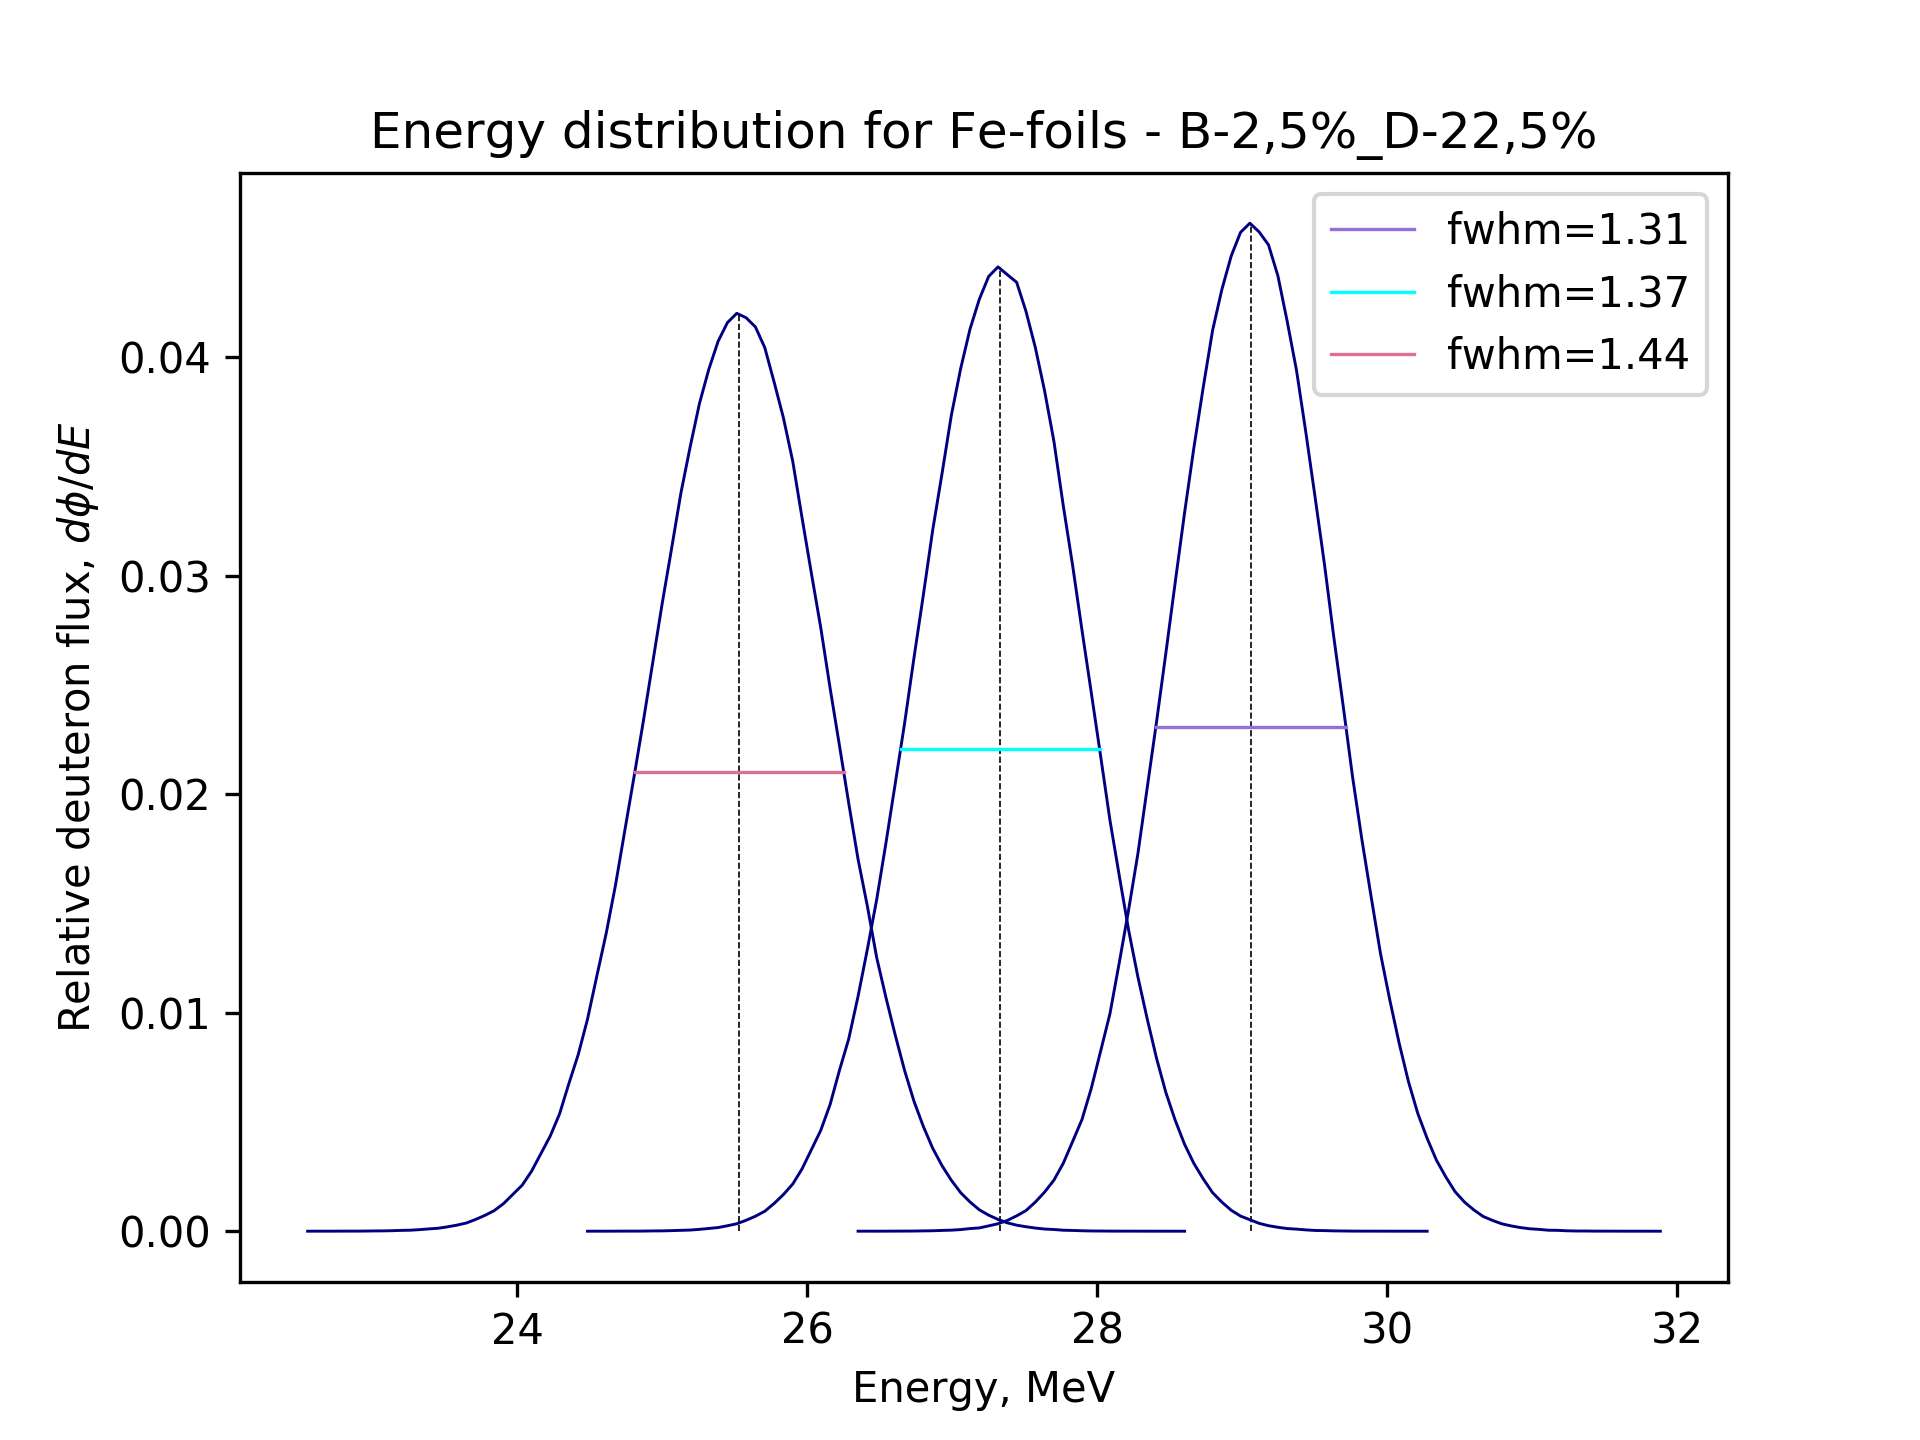 Energy distribution for Fe-foils - B-2,5%_D-22,5%
fwhm=1.31
fwhm=1.37
fwhm=1.44
Relative deuteron flux, dϕ/dE
0.04
0.03
0.02
0.01
0.00
24 26 28 30 32
Energy, MeV